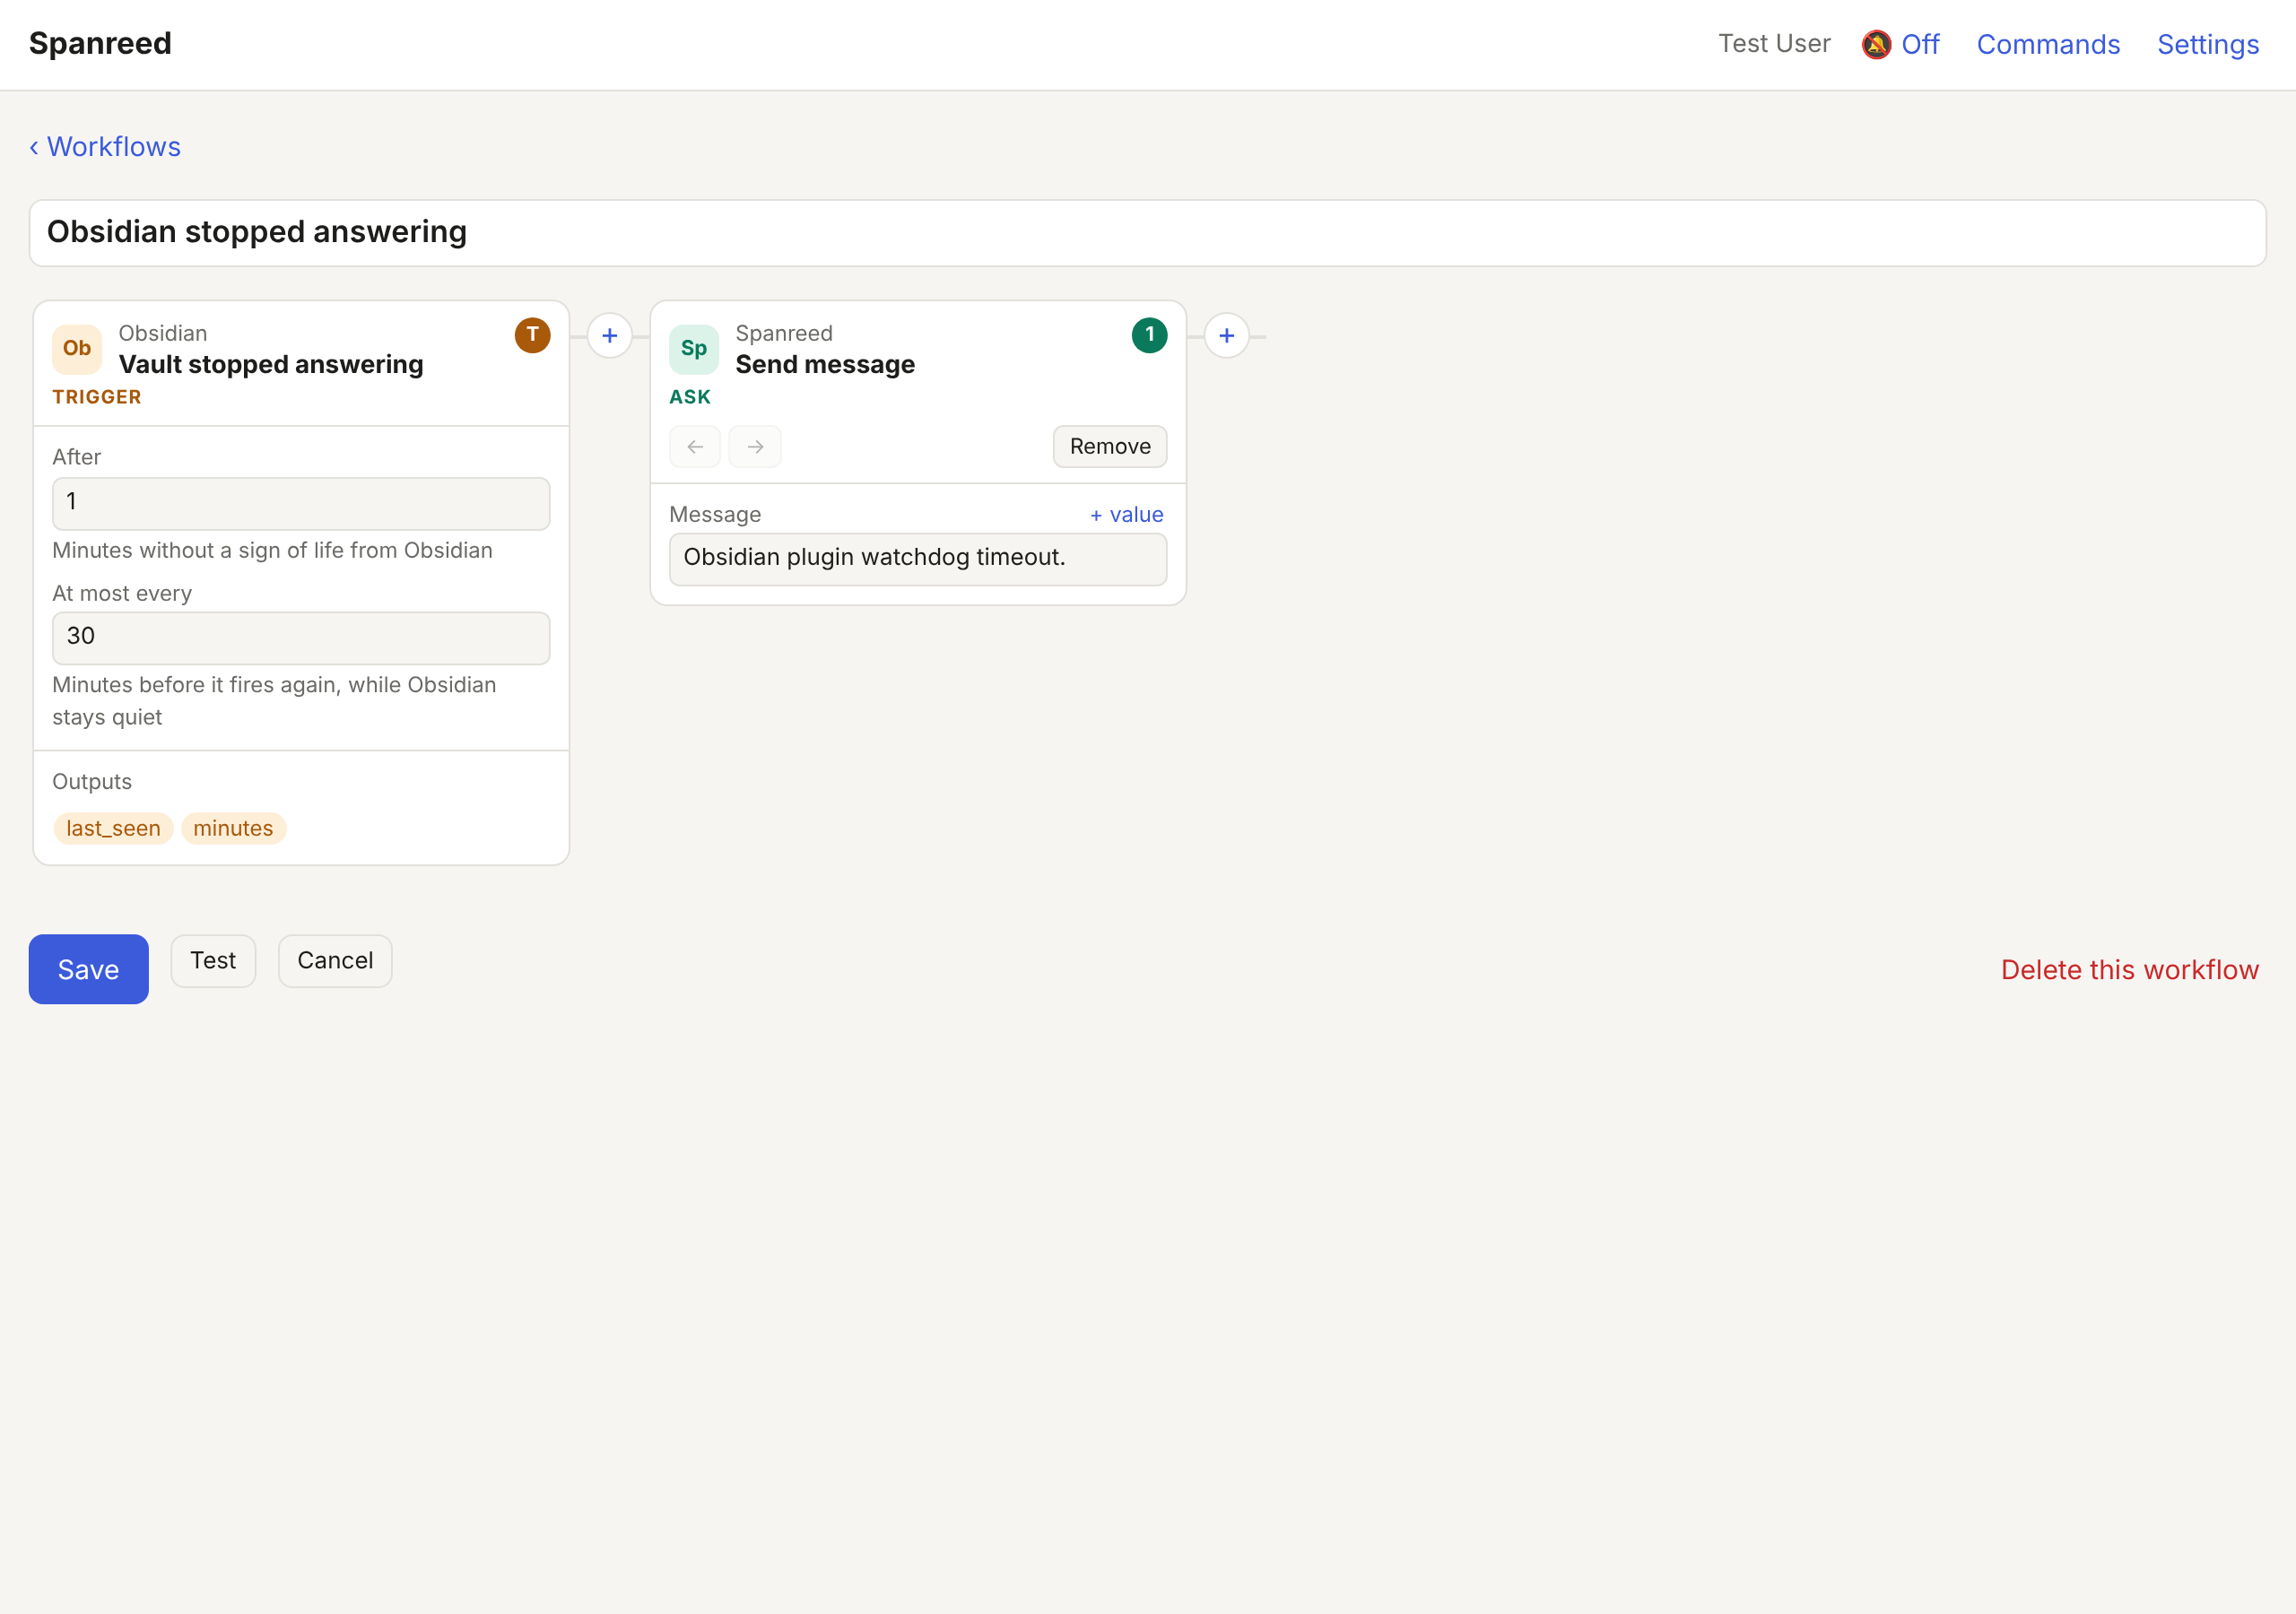 Spanreed
Test User
Off
Commands
Settings
‹ Workflows
Obsidian stopped answering
Ob
Obsidian
Vault stopped answering
T
TRIGGER
After
1
Minutes without a sign of life from Obsidian
At most every
30
Minutes before it fires again, while Obsidian
stays quiet
Outputs
last_seen
minutes
+
Sp
Spanreed
Send message
1
ASK
← →
Remove
Message
+ value
Obsidian plugin watchdog timeout.
+
Save
Test
Cancel
Delete this workflow